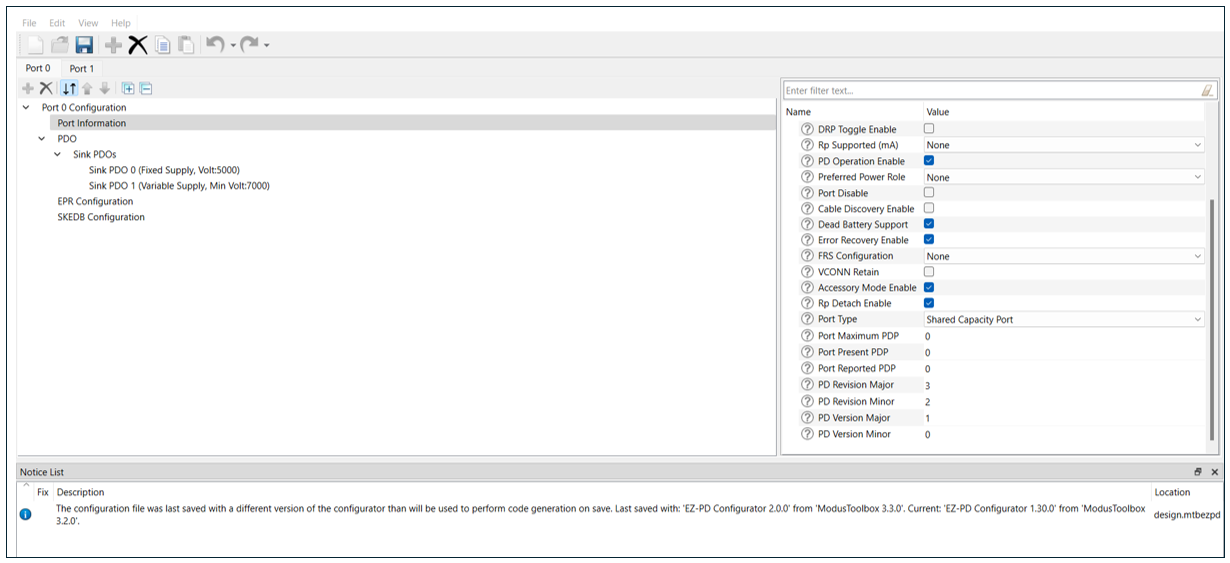 File Edit View Help
Port 0 Port 1
Enter filter text...
Port 0 Configuration
Port Information
PDO
Sink PDOs
Sink PDO 0 (Fixed Supply, Volt:5000)
Sink PDO 1 (Variable Supply, Min Volt:7000)
EPR Configuration
SKEDB Configuration
Name Value
DRP Toggle Enable
Rp Supported (mA) None
PD Operation Enable
Preferred Power Role None
Port Disable
Cable Discovery Enable
Dead Battery Support
Error Recovery Enable
FRS Configuration None
VCONN Retain
Accessory Mode Enable
Rp Detach Enable
Port Type Shared Capacity Port
Port Maximum PDP 0
Port Present PDP 0
Port Reported PDP 0
PD Revision Major 3
PD Revision Minor 2
PD Version Major 1
PD Version Minor 0
Notice List
Fix Description Location
The configuration file was last saved with a different version of the configurator than will be used to perform code generation on save. Last saved with: 'EZ-PD Configurator 2.0.0' from 'ModusToolbox 3.3.0'. Current: 'EZ-PD Configurator 1.30.0' from 'ModusToolbox
3.2.0'.
design.mtbezpd